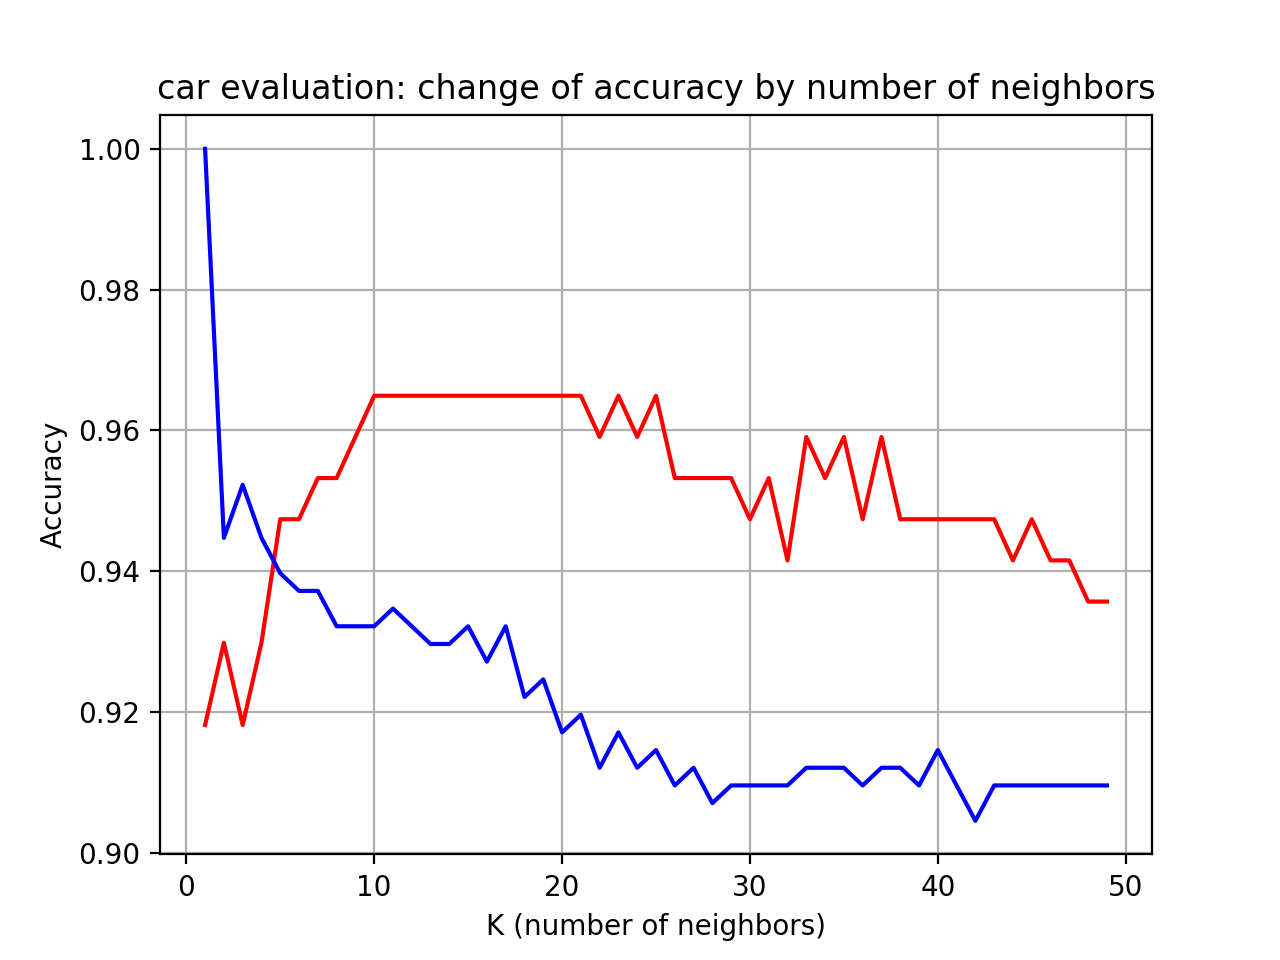 car evaluation: change of accuracy by number of neighbors
1.00
0.98
0.96
0.94
0.92
0.90
Accuracy
0 10 20 30 40 50
K (number of neighbors)